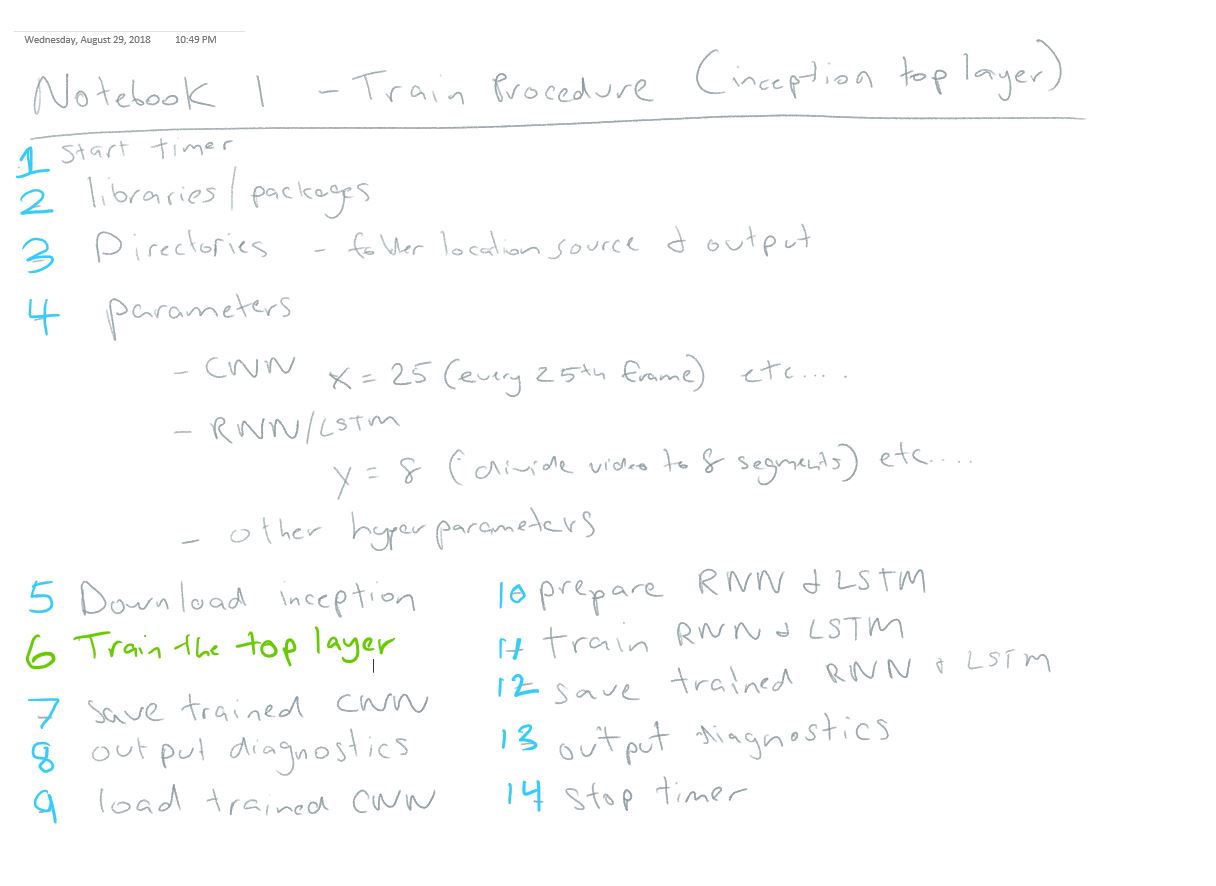 Wednesday, August 29, 2018 10:49 PM
Notebook 1 - Train Procedure (inception top layer)
1 Start timer
2 libraries/packages
3 Directories - folder location source & output
4 parameters
- CNN x = 25 (every 25th frame) etc....
- RNN/LSTM
y = 8 (divide video to 8 segments) etc....
- other hyper parameters
5 Download inception
6 Train the top layer
7 save trained CNN
8 output diagnostics
9 load trained CNN
10 prepare RNN & LSTM
11 train RNN & LSTM
12 save trained RNN & LSTM
13 output diagnostics
14 stop timer